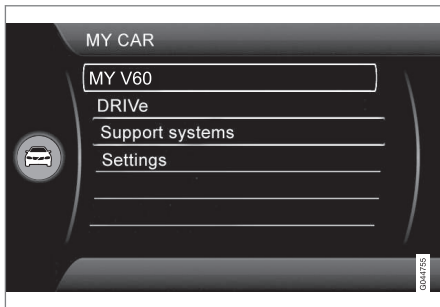 MY CAR
MY V60
DRIVe
Support systems
Settings
G044755